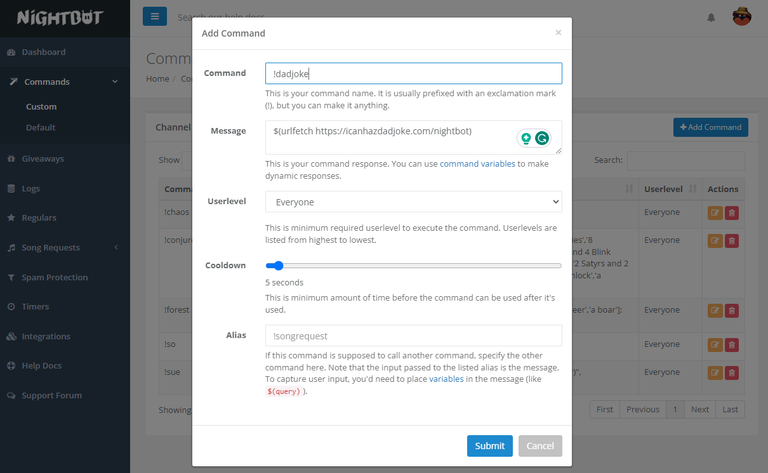 NiGHTBOT
Search our help docs
Dashboard
Commands
Custom
Default
Giveaways
Logs
Regulars
Song Requests
Spam Protection
Timers
Integrations
Help Docs
Support Forum
Comm
Home / Co
Channel
+ Add Command
Show
Search:
Comma
Userlevel
Actions
!chaos
Everyone
!conjure
ies','8
Everyone
nd 4 Blink
'2 Satyrs and 2
nlock','a
!forest
eer','a boar'];
Everyone
!so
Everyone
!sue
Everyone
Showing
First
Previous
1
Next
Last
Add Command
×
Command
!dadjoke
This is your command name. It is usually prefixed with an exclamation mark
(!), but you can make it anything.
Message
$(urlfetch https://icanhazdadjoke.com/nightbot)
This is your command response. You can use command variables to make
dynamic responses.
Userlevel
Everyone
This is minimum required userlevel to execute the command. Userlevels are
listed from highest to lowest.
Cooldown
5 seconds
This is minimum amount of time before the command can be used after it's
used.
Alias
!songrequest
If this command is supposed to call another command, specify the other
command here. Note that the input passed to the listed alias is the message.
To capture user input, you'd need to place variables in the message (like
$(query) ).
Submit
Cancel